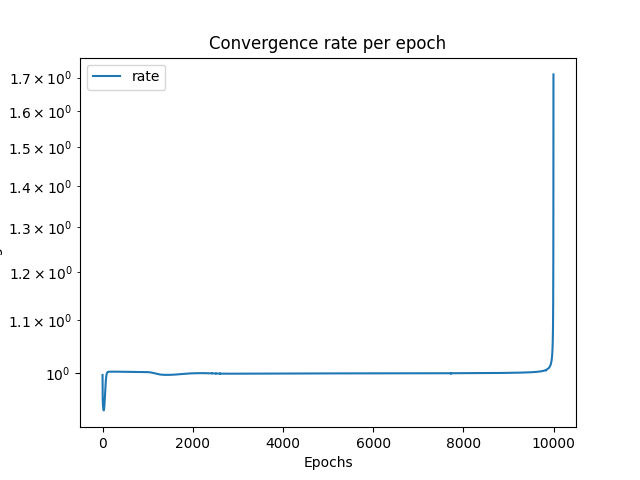 Convergence rate per epoch
rate
1.7 × 10⁰
1.6 × 10⁰
1.5 × 10⁰
1.4 × 10⁰
1.3 × 10⁰
1.2 × 10⁰
1.1 × 10⁰
10⁰
0 2000 4000 6000 8000 10000
Epochs